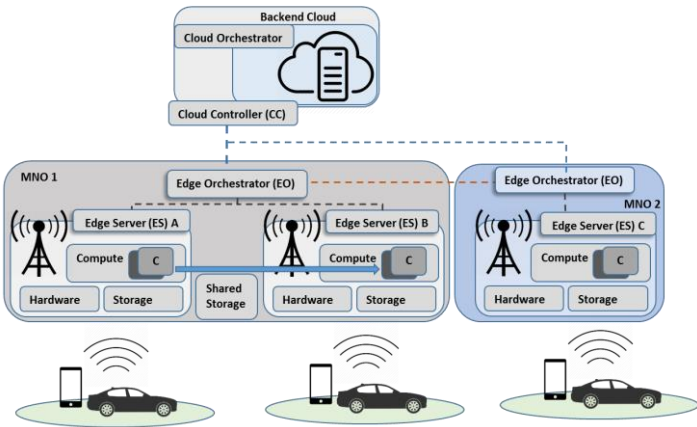 Backend Cloud
Cloud Orchestrator
Cloud Controller (CC)
MNO 1
Edge Orchestrator (EO)
Edge Orchestrator (EO)
MNO 2
Edge Server (ES) A
Edge Server (ES) B
Edge Server (ES) C
Compute
C
Compute
C
Compute
C
Hardware
Storage
Shared
Storage
Hardware
Storage
Hardware
Storage